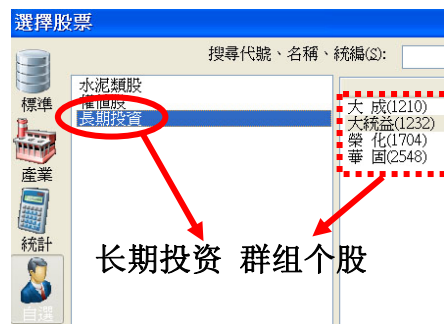 選擇股票
搜尋代號、名稱、統編(S):
標準
產業
統計
自選
水泥類股
權值股
長期投資
大 成(1210)
大統益(1232)
榮 化(1704)
華 固(2548)
长期投资 群组个股